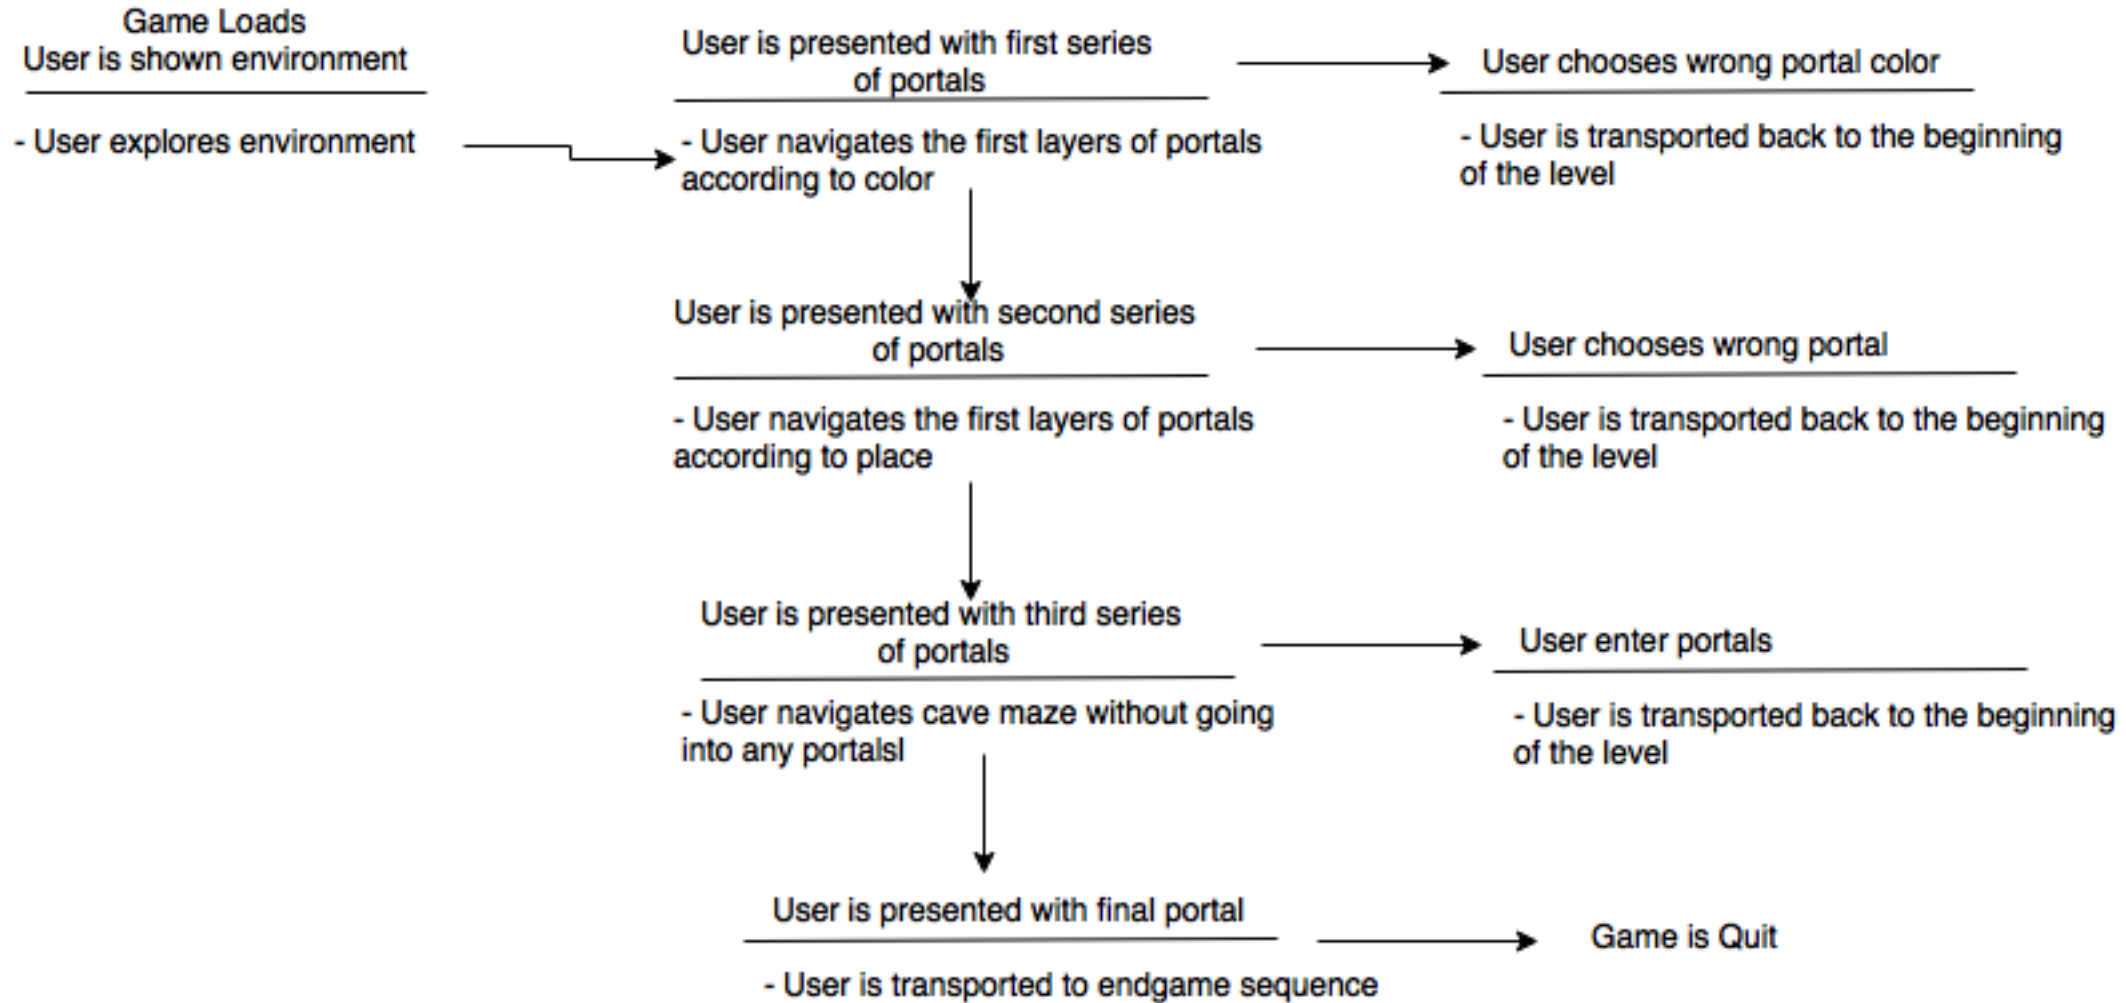 Game Loads
User is shown environment
- User explores environment
User is presented with first series
of portals
- User navigates the first layers of portals
according to color
User chooses wrong portal color
- User is transported back to the beginning
of the level
User is presented with second series
of portals
- User navigates the first layers of portals
according to place
User chooses wrong portal
- User is transported back to the beginning
of the level
User is presented with third series
of portals
- User navigates cave maze without going
into any portalsl
User enter portals
- User is transported back to the beginning
of the level
User is presented with final portal
- User is transported to endgame sequence
Game is Quit